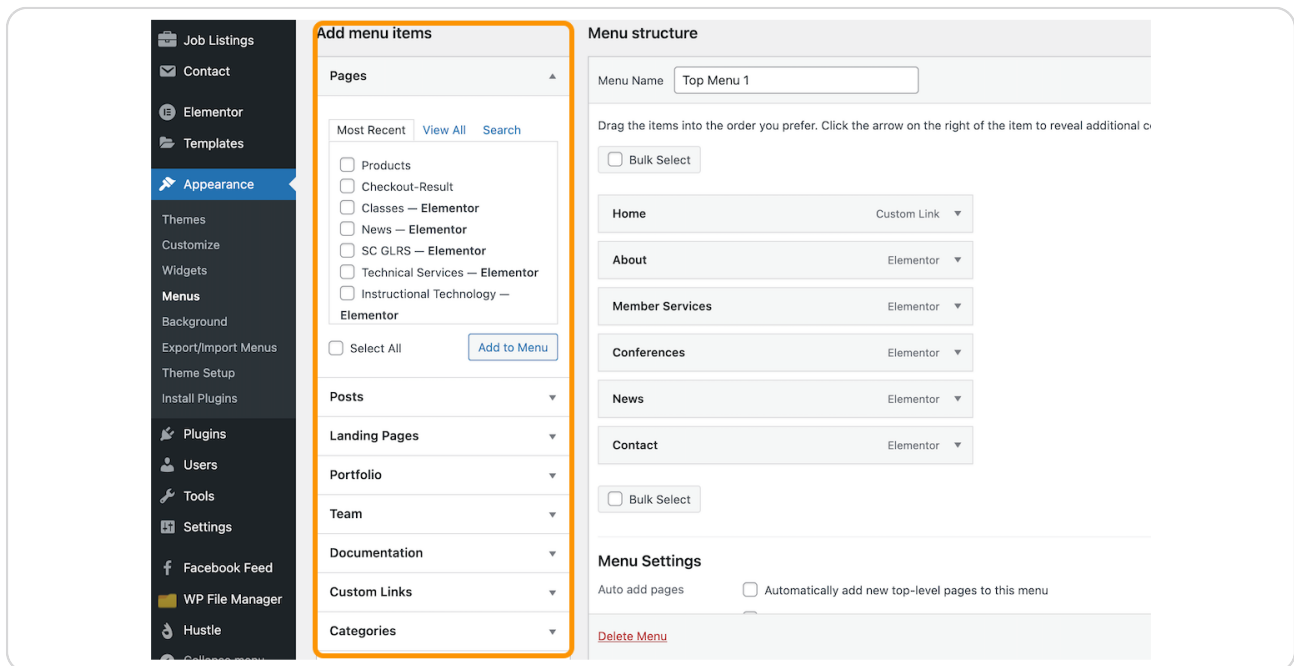 Job Listings
Contact
Elementor
Templates
Appearance
Themes
Customize
Widgets
Menus
Background
Export/Import Menus
Theme Setup
Install Plugins
Plugins
Users
Tools
Settings
Facebook Feed
WP File Manager
Hustle
Collapse menu
Add menu items
Pages
Most Recent View All Search
Products
Checkout-Result
Classes — Elementor
News — Elementor
SC GLRS — Elementor
Technical Services — Elementor
Instructional Technology —
Elementor
Select All Add to Menu
Posts
Landing Pages
Portfolio
Team
Documentation
Custom Links
Categories
Menu structure
Menu Name Top Menu 1
Drag the items into the order you prefer. Click the arrow on the right of the item to reveal additional
Bulk Select
Home Custom Link
About Elementor
Member Services Elementor
Conferences Elementor
News Elementor
Contact Elementor
Bulk Select
Menu Settings
Auto add pages Automatically add new top-level pages to this menu
Delete Menu